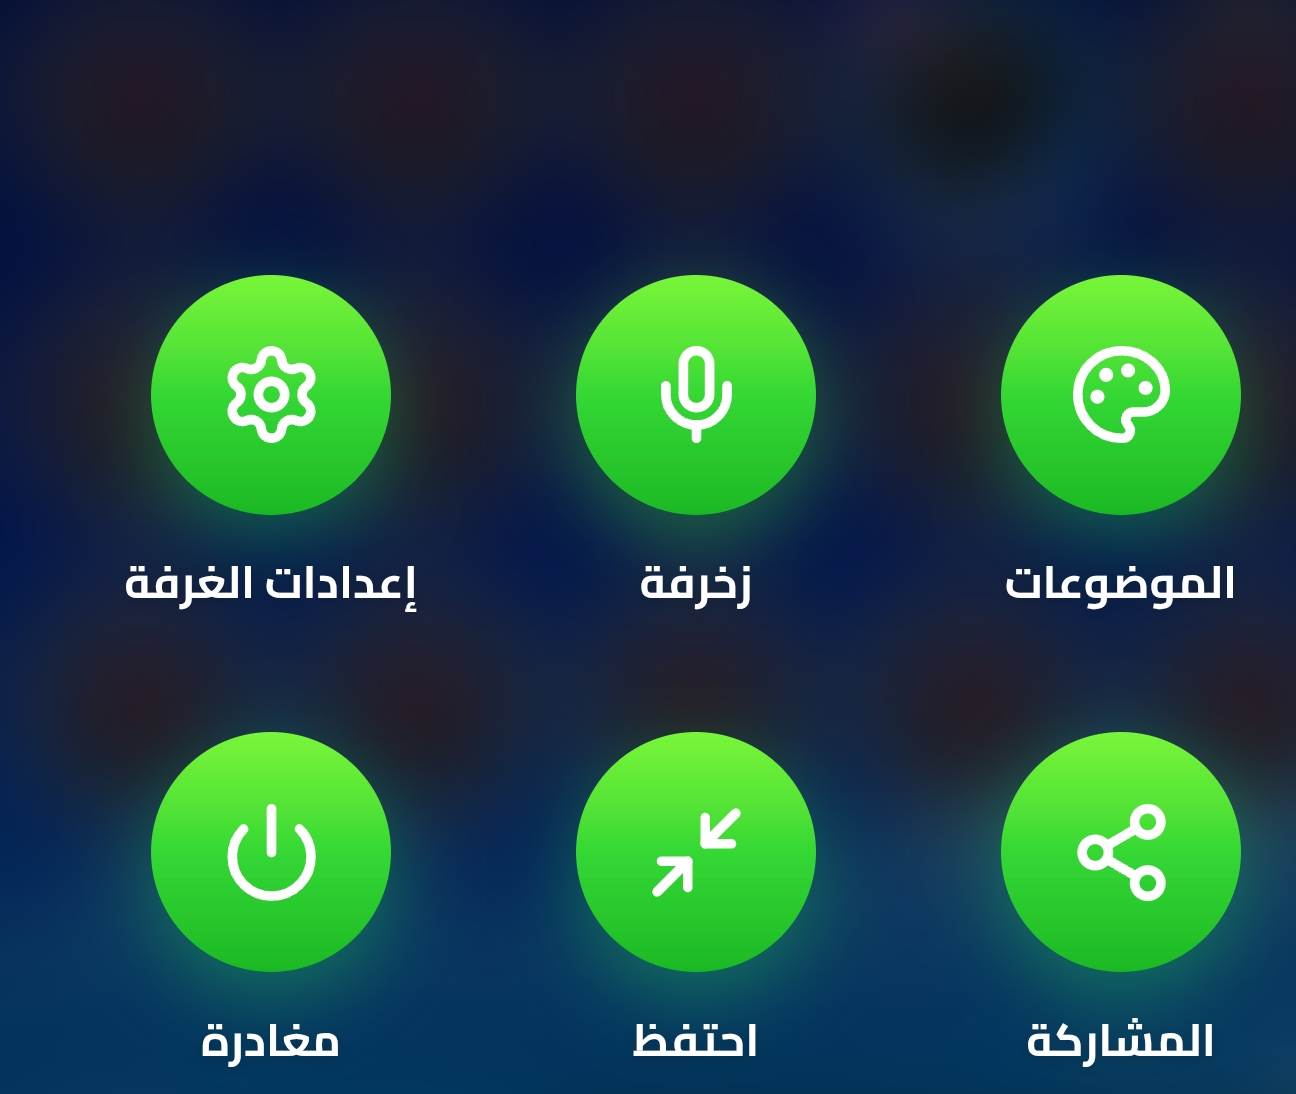 الموضوعات
زخرفة
إعدادات الغرفة
المشاركة
احتفظ
مغادرة